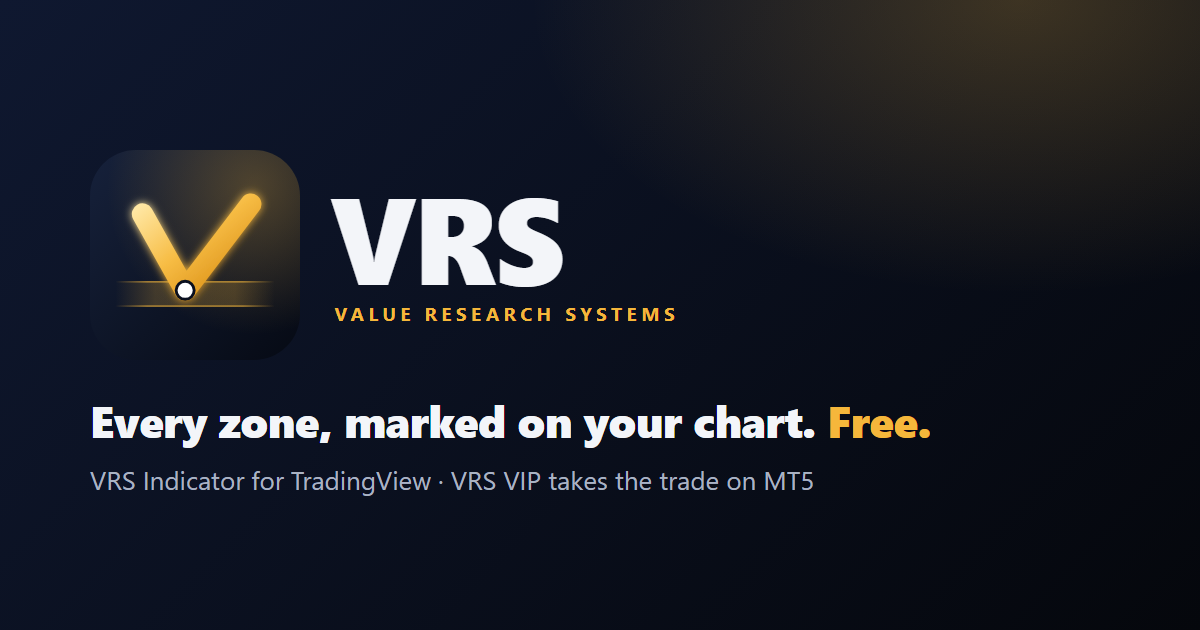 VRS
VALUE RESEARCH SYSTEMS
Every zone, marked on your chart. Free.
VRS Indicator for TradingView · VRS VIP takes the trade on MT5